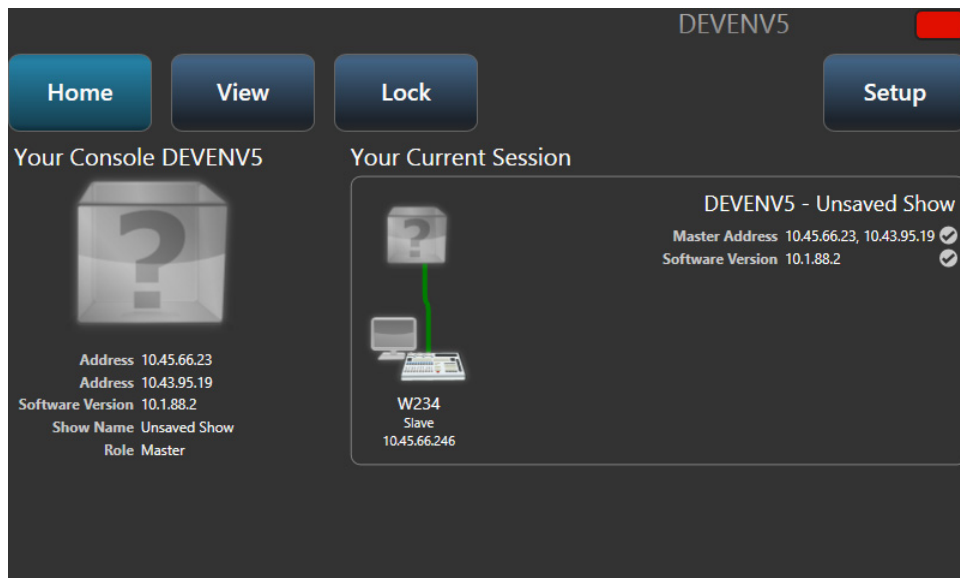 DEVENV5
Home
View
Lock
Setup
Your Console DEVENV5
?
Address 10.45.66.23
Address 10.43.95.19
Software Version 10.1.88.2
Show Name Unsaved Show
Role Master
Your Current Session
?
DEVENV5 - Unsaved Show
Master Address 10.45.66.23, 10.43.95.19
Software Version 10.1.88.2
W234
Slave
10.45.66.246